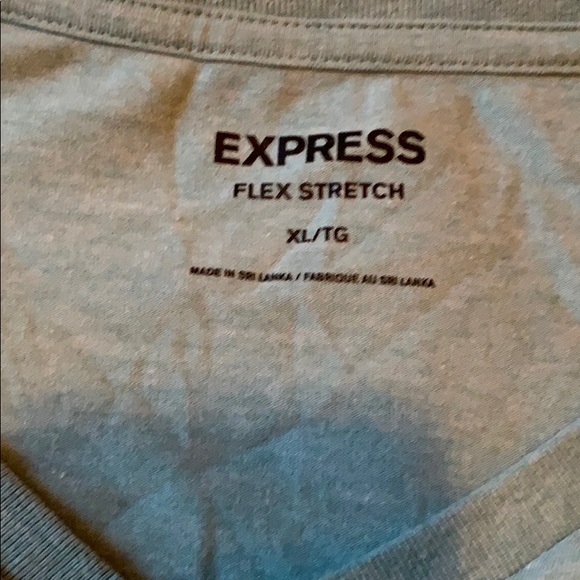 EXPRESS
FLEX STRETCH
XL/TG
MADE IN SRI LANKA / FABRIQUE AU SRI LANKA